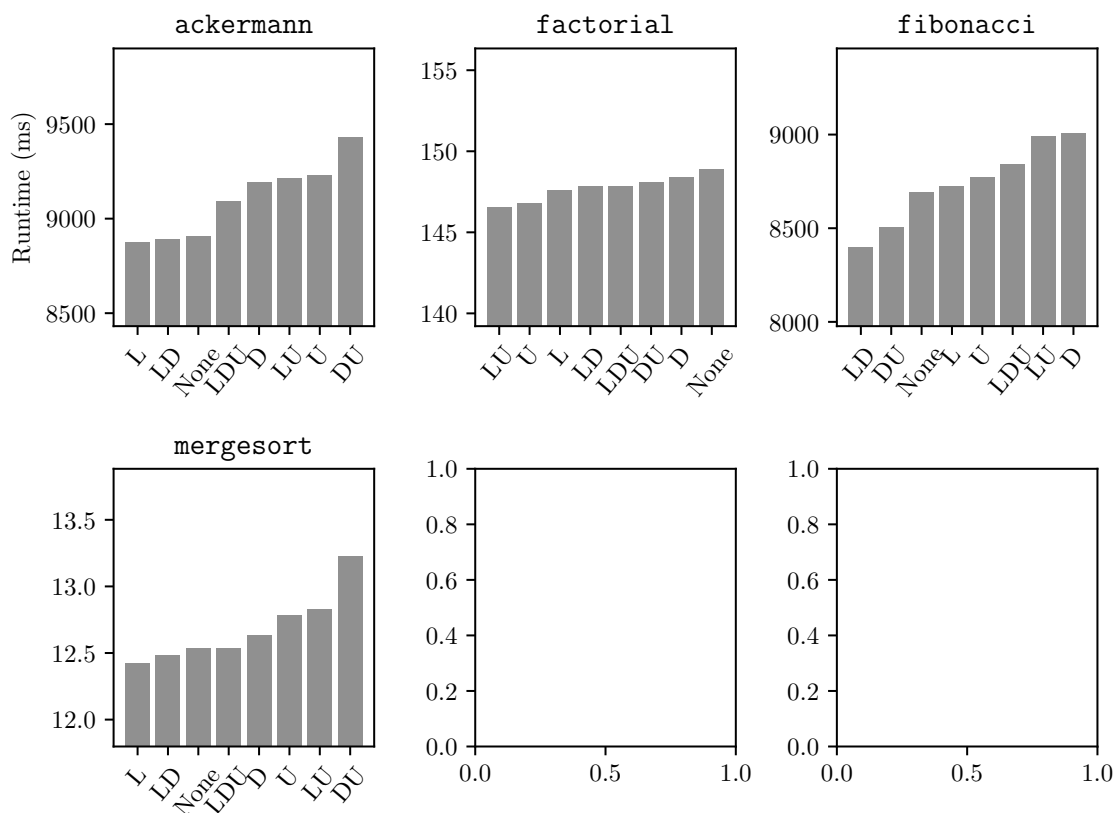 ackermann
Runtime (ms)
9500
9000
8500
L LD None LDU D LU U DU
factorial
155
150
145
140
LU U L LD LDU DU D None
fibonacci
9000
8500
8000
LD DU None L U LDU LU D
mergesort
13.5
13.0
12.5
12.0
L LD None LDU D U LU DU
1.0
0.8
0.6
0.4
0.2
0.0
0.0 0.5 1.0
1.0
0.8
0.6
0.4
0.2
0.0
0.0 0.5 1.0